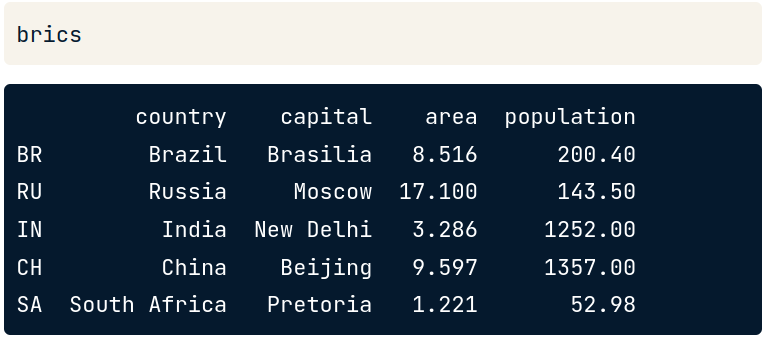 brics
country capital area population
BR Brazil Brasilia 8.516 200.40
RU Russia Moscow 17.100 143.50
IN India New Delhi 3.286 1252.00
CH China Beijing 9.597 1357.00
SA South Africa Pretoria 1.221 52.98